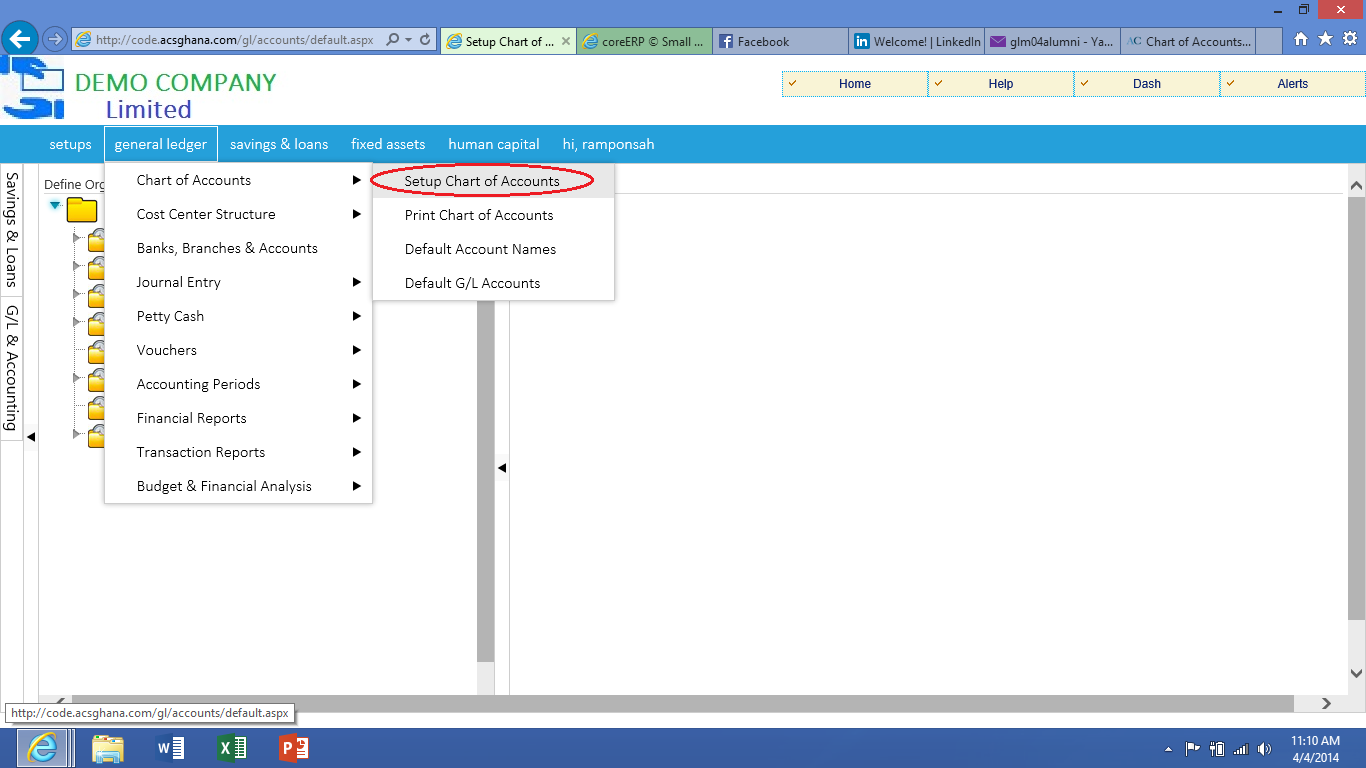 http://code.acsghana.com/gl/accounts/default.aspx
Setup Chart of ...
coreERP © Small ...
Facebook
Welcome! | LinkedIn
glm04alumni - Ya...
AC Chart of Accounts...
DEMO COMPANY
Limited
Home
Help
Dash
Alerts
setups
general ledger
savings & loans
fixed assets
human capital
hi, ramponsah
Savings & Loans
G/L & Accounting
Define Org
Chart of Accounts
Cost Center Structure
Banks, Branches & Accounts
Journal Entry
Petty Cash
Vouchers
Accounting Periods
Financial Reports
Transaction Reports
Budget & Financial Analysis
Setup Chart of Accounts
Print Chart of Accounts
Default Account Names
Default G/L Accounts
http://code.acsghana.com/gl/accounts/default.aspx
11:10 AM
4/4/2014